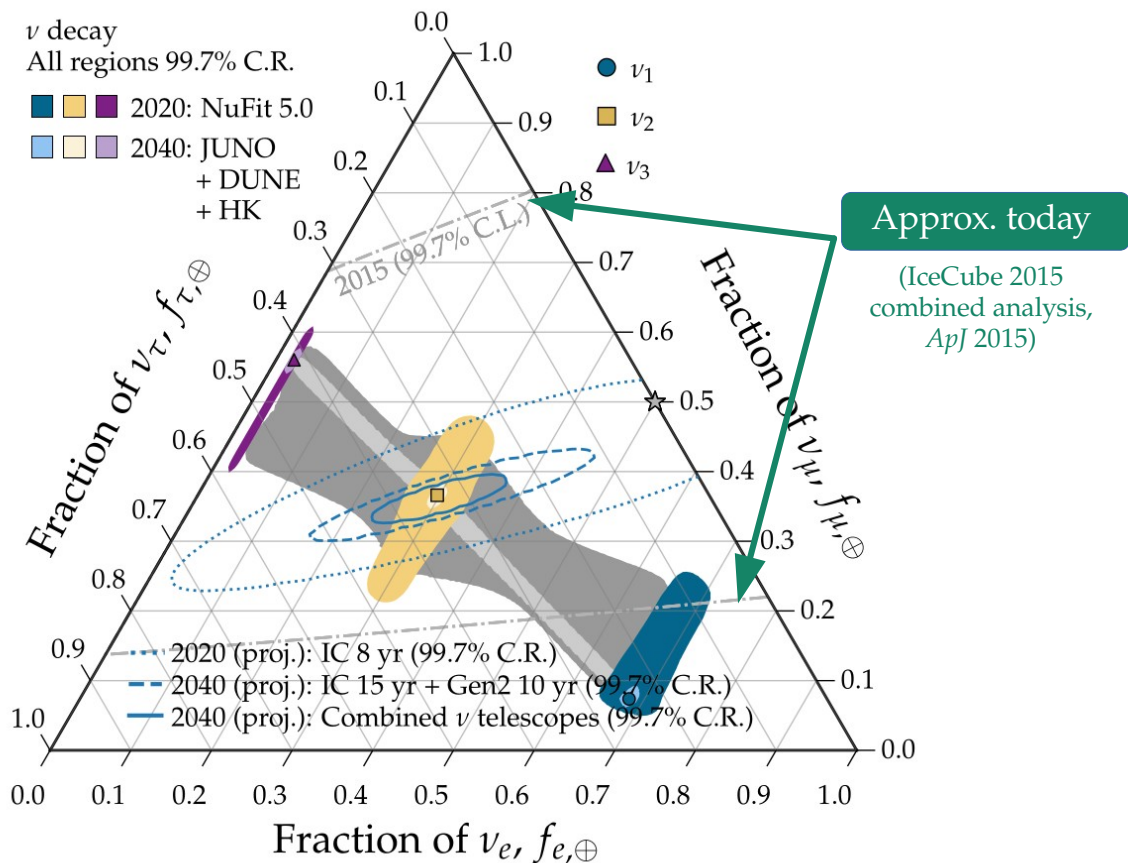 ν decay
All regions 99.7% C.R.
2020: NuFit 5.0
2040: JUNO
+ DUNE
+ HK
ν1
ν2
ν3
Approx. today
(IceCube 2015
combined analysis,
ApJ 2015)
2015 (99.7% C.L.)
Fraction of ντ, fτ,⊕
0.0
0.1
0.2
0.3
0.4
0.5
0.6
0.7
0.8
0.9
1.0
Fraction of νμ, fμ,⊕
1.0
0.9
0.8
0.7
0.6
0.5
0.4
0.3
0.2
0.1
0.0
2020 (proj.): IC 8 yr (99.7% C.R.)
2040 (proj.): IC 15 yr + Gen2 10 yr (99.7% C.R.)
2040 (proj.): Combined ν telescopes (99.7% C.R.)
0.0 0.1 0.2 0.3 0.4 0.5 0.6 0.7 0.8 0.9 1.0
Fraction of νe, fe,⊕